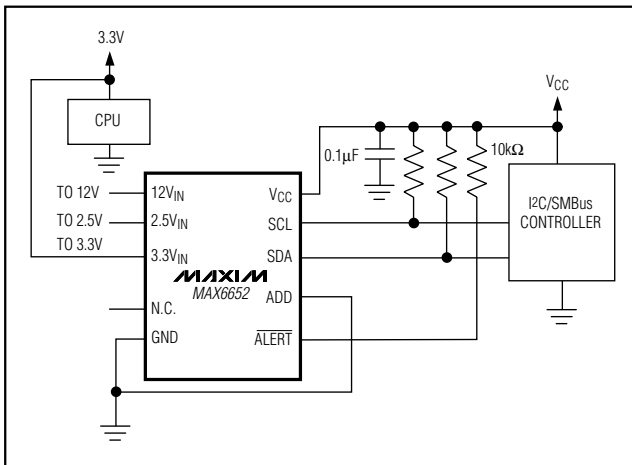 3.3V
CPU
VCC
0.1µF
10kΩ
I2C/SMBus
CONTROLLER
TO 12V
TO 2.5V
TO 3.3V
12VIN
2.5VIN
3.3VIN
N.C.
GND
MAXIM
MAX6652
VCC
SCL
SDA
ADD
ALERT